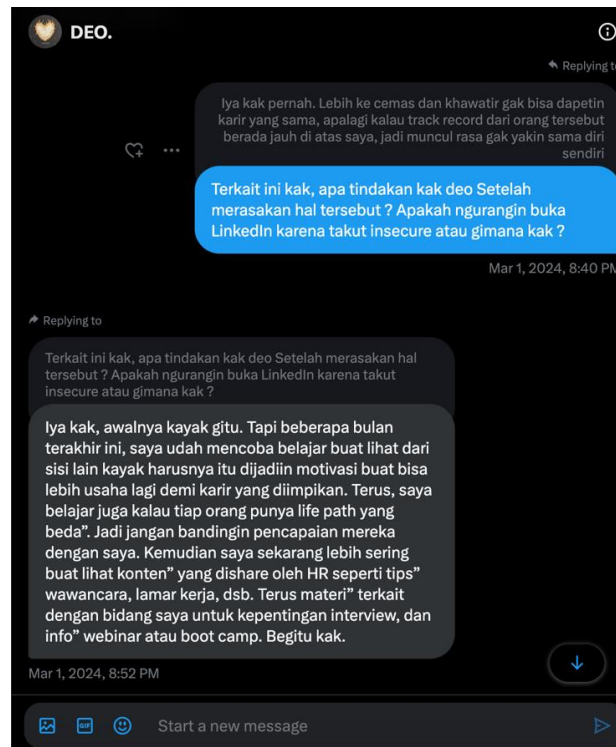 DEO.
Replying to
Iya kak pernah. Lebih ke cemas dan khawatir gak bisa dapetin
karir yang sama, apalagi kalau track record dari orang tersebut
berada jauh di atas saya, jadi muncul rasa gak yakin sama diri
sendiri
Terkait ini kak, apa tindakan kak deo Setelah
merasakan hal tersebut ? Apakah ngurangin buka
LinkedIn karena takut insecure atau gimana kak ?
Mar 1, 2024, 8:40 PM
Replying to
Terkait ini kak, apa tindakan kak deo Setelah merasakan hal
tersebut ? Apakah ngurangin buka LinkedIn karena takut
insecure atau gimana kak ?
Iya kak, awalnya kayak gitu. Tapi beberapa bulan
terakhir ini, saya udah mencoba belajar buat lihat dari
sisi lain kayak harusnya itu dijadiin motivasi buat bisa
lebih usaha lagi demi karir yang diimpikan. Terus, saya
belajar juga kalau tiap orang punya life path yang
beda”. Jadi jangan bandingin pencapaian mereka
dengan saya. Kemudian saya sekarang lebih sering
buat lihat konten” yang dishare oleh HR seperti tips”
wawancara, lamar kerja, dsb. Terus materi” terkait
dengan bidang saya untuk kepentingan interview, dan
info” webinar atau boot camp. Begitu kak.
Mar 1, 2024, 8:52 PM
GIF
Start a new message